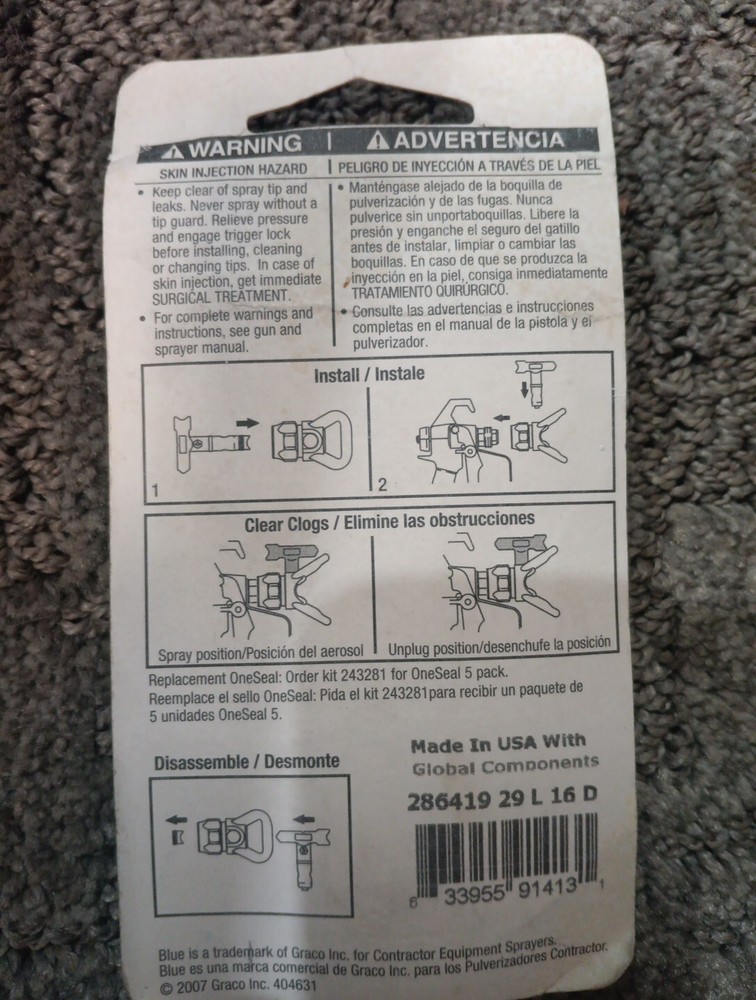 WARNING | ADVERTENCIA
SKIN INJECTION HAZARD
• Keep clear of spray tip and
leaks. Never spray without a
tip guard. Relieve pressure
and engage trigger lock
before installing, cleaning
or changing tips. In case of
skin injection, get immediate
SURGICAL TREATMENT.
• For complete warnings and
instructions, see gun and
sprayer manual.
PELIGRO DE INYECCIÓN A TRAVÉS DE LA PIEL
• Manténgase alejado de la boquilla de
pulverización y de las fugas. Nunca
pulverice sin unportaboquillas. Libere la
presión y enganche el seguro del gatillo
antes de instalar, limpiar o cambiar las
boquillas. En caso de que se produzca la
inyección en la piel, consiga inmediatamente
TRATAMIENTO QUIRÚRGICO.
• Consulte las advertencias e instrucciones
completas en el manual de la pistola y el
pulverizador.
Install / Instale
1
2
Clear Clogs / Elimine las obstrucciones
Spray position/Posición del aerosol
Unplug position/desenchufe la posición
Replacement OneSeal: Order kit 243281 for OneSeal 5 pack.
Reemplace el sello OneSeal: Pida el kit 243281para recibir un paquete de
5 unidades OneSeal 5.
Disassemble / Desmonte
Made In USA With
Global Components
286419 29 L 16 D
6 33955 91413 1
Blue is a trademark of Graco Inc. for Contractor Equipment Sprayers.
Blue es una marca comercial de Graco Inc. para los Pulverizadores Contractor.
© 2007 Graco Inc. 404631